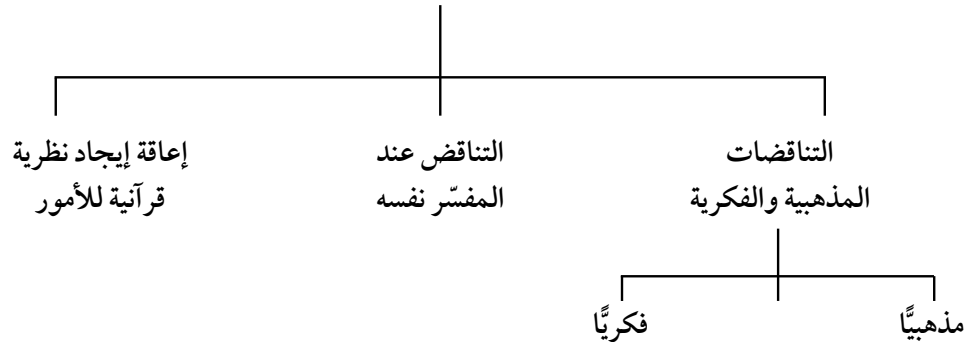 التناقضات
المذهبية والفكرية
التناقض عند
المفسّر نفسه
إعاقة إيجاد نظرية
قرآنية للأمور
مذهبيًّا
فكريًّا